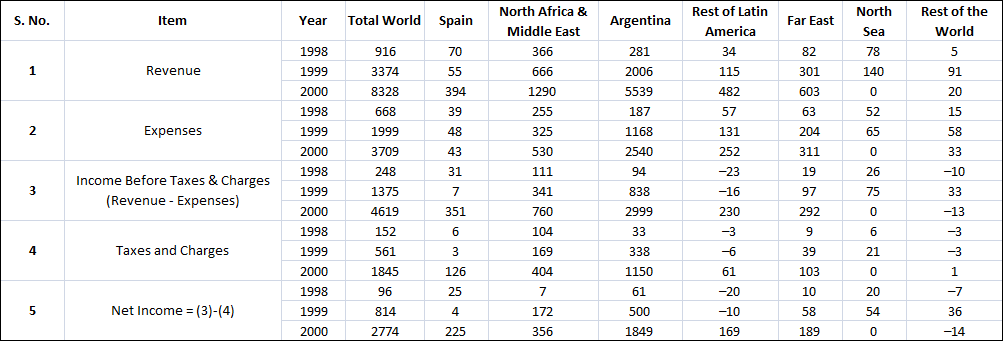 S. No. Item Year Total World Spain North Africa & Middle East Argentina Rest of Latin America Far East North Sea Rest of the World
1 Revenue 1998 916 70 366 281 34 82 78 5
1999 3374 55 666 2006 115 301 140 91
2000 8328 394 1290 5539 482 603 0 20
2 Expenses 1998 668 39 255 187 57 63 52 15
1999 1999 48 325 1168 131 204 65 58
2000 3709 43 530 2540 252 311 0 33
3 Income Before Taxes & Charges (Revenue - Expenses) 1998 248 31 111 94 –23 19 26 –10
1999 1375 7 341 838 –16 97 75 33
2000 4619 351 760 2999 230 292 0 –13
4 Taxes and Charges 1998 152 6 104 33 –3 9 6 –3
1999 561 3 169 338 –6 39 21 –3
2000 1845 126 404 1150 61 103 0 1
5 Net Income = (3)-(4) 1998 96 25 7 61 –20 10 20 –7
1999 814 4 172 500 –10 58 54 36
2000 2774 225 356 1849 169 189 0 –14